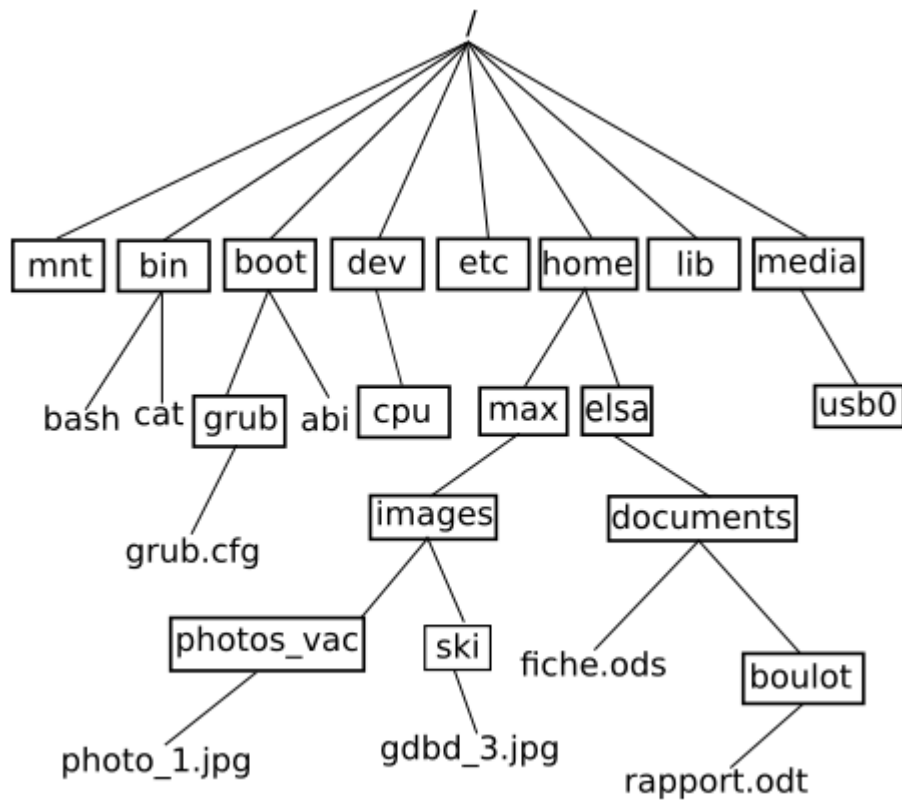 /
mnt bin boot dev etc home lib media
bash cat grub abi cpu max elsa usb0
grub.cfg images documents
photos_vac ski fiche.ods boulot
photo_1.jpg gdbd_3.jpg rapport.odt